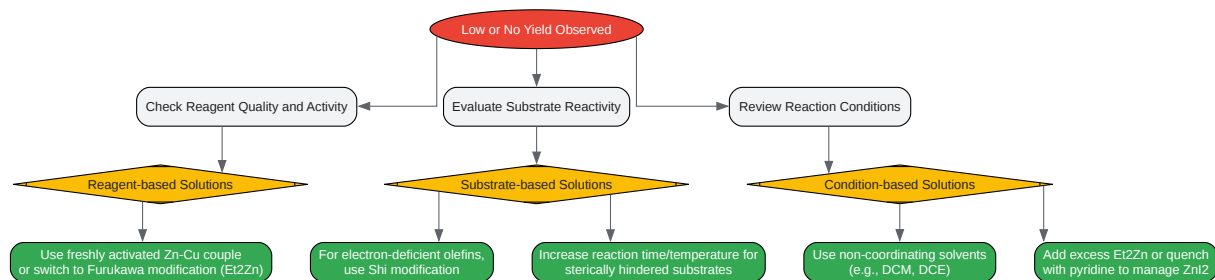 Low or No Yield Observed
Check Reagent Quality and Activity
Evaluate Substrate Reactivity
Review Reaction Conditions
Reagent-based Solutions
Substrate-based Solutions
Condition-based Solutions
Use freshly activated Zn-Cu couple
or switch to Furukawa modification (Et2Zn)
For electron-deficient olefins,
use Shi modification
Increase reaction time/temperature for
sterically hindered substrates
Use non-coordinating solvents
(e.g., DCM, DCE)
Add excess Et2Zn or quench
with pyridine to manage ZnI2